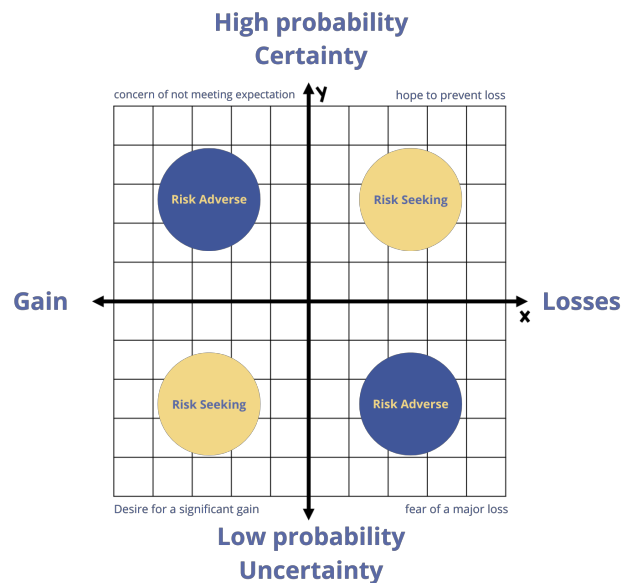 High probability
Certainty
concern of not meeting expectation
y
hope to prevent loss
Risk Adverse
Risk Seeking
Gain
Losses
x
Risk Seeking
Risk Adverse
Desire for a significant gain
fear of a major loss
Low probability
Uncertainty